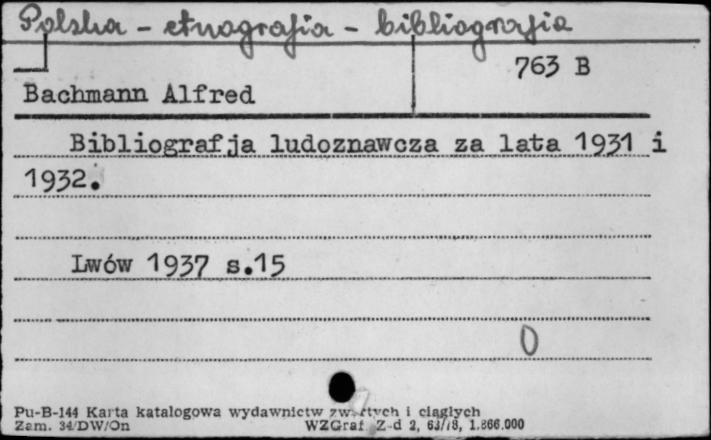 Polska - etnografia - bibliografia
763 B
Bachmann Alfred
Bibliografja ludoznawcza za lata 1931 i
1932.
Lwów 1937 s.15
0
Pu-B-144 Karta katalogowa wydawnictw zwartych i ciągłych
Zam. 34/DW/On WZGraf Z-d 2, 63/78, 1.866.000